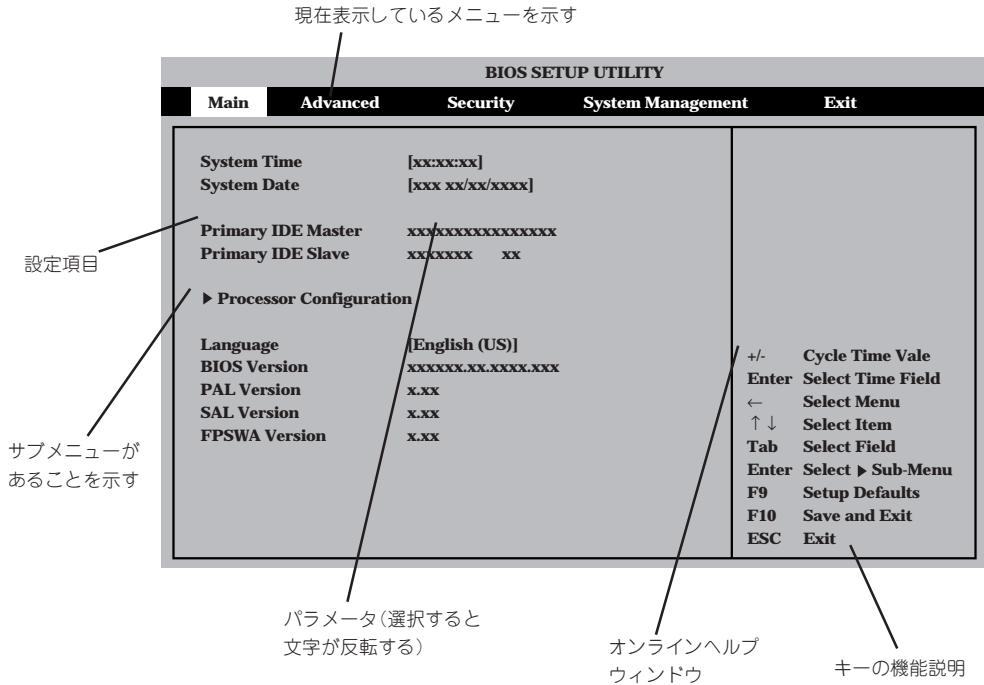 現在表示しているメニューを示す
BIOS SETUP UTILITY
Main Advanced Security System Management Exit
System Time [xx:xx:xx]
System Date [xxx xx/xx/xxxx]
Primary IDE Master xxxxxxxxxxxxxxxx
Primary IDE Slave xxxxxxx xx
設定項目
▶ Processor Configuration
Language [English (US)]
BIOS Version xxxxxx.xx.xxxx.xxx
PAL Version x.xx
SAL Version x.xx
FPSWA Version x.xx
サブメニューが
あることを示す
+/- Cycle Time Vale
Enter Select Time Field
← Select Menu
↑↓ Select Item
Tab Select Field
Enter Select ▶ Sub-Menu
F9 Setup Defaults
F10 Save and Exit
ESC Exit
パラメータ(選択すると
文字が反転する)
オンラインヘルプ
ウィンドウ
キーの機能説明